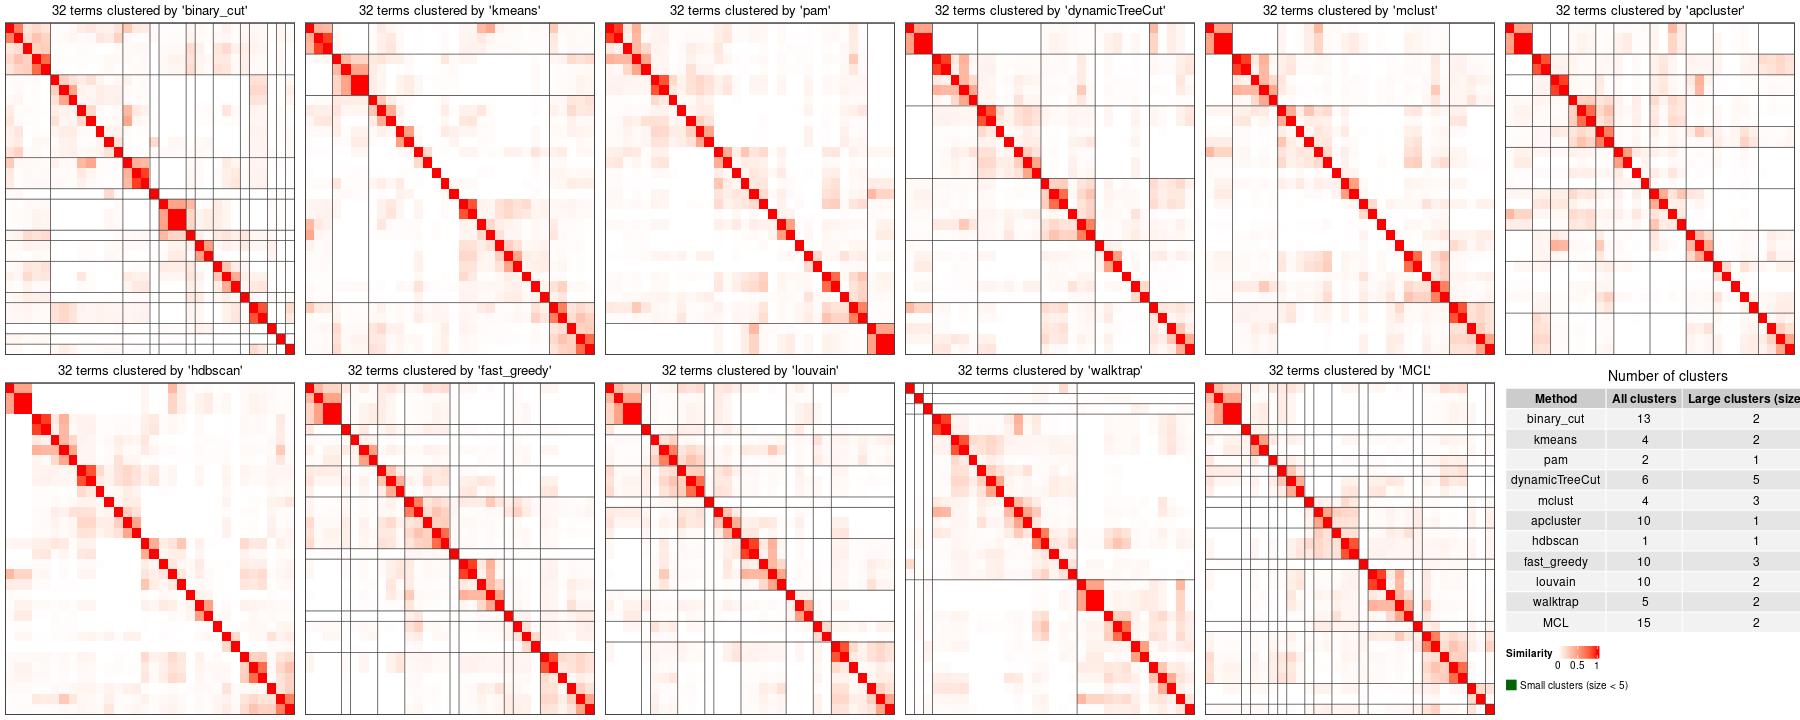 32 terms clustered by 'binary_cut'
32 terms clustered by 'kmeans'
32 terms clustered by 'pam'
32 terms clustered by 'dynamicTreeCut'
32 terms clustered by 'mclust'
32 terms clustered by 'apcluster'
32 terms clustered by 'hdbscan'
32 terms clustered by 'fast_greedy'
32 terms clustered by 'louvain'
32 terms clustered by 'walktrap'
32 terms clustered by 'MCL'
Number of clusters
Method All clusters Large clusters (size
binary_cut 13 2
kmeans 4 2
pam 2 1
dynamicTreeCut 6 5
mclust 4 3
apcluster 10 1
hdbscan 1 1
fast_greedy 10 3
louvain 10 2
walktrap 5 2
MCL 15 2
Similarity
0 0.5 1
Small clusters (size < 5)